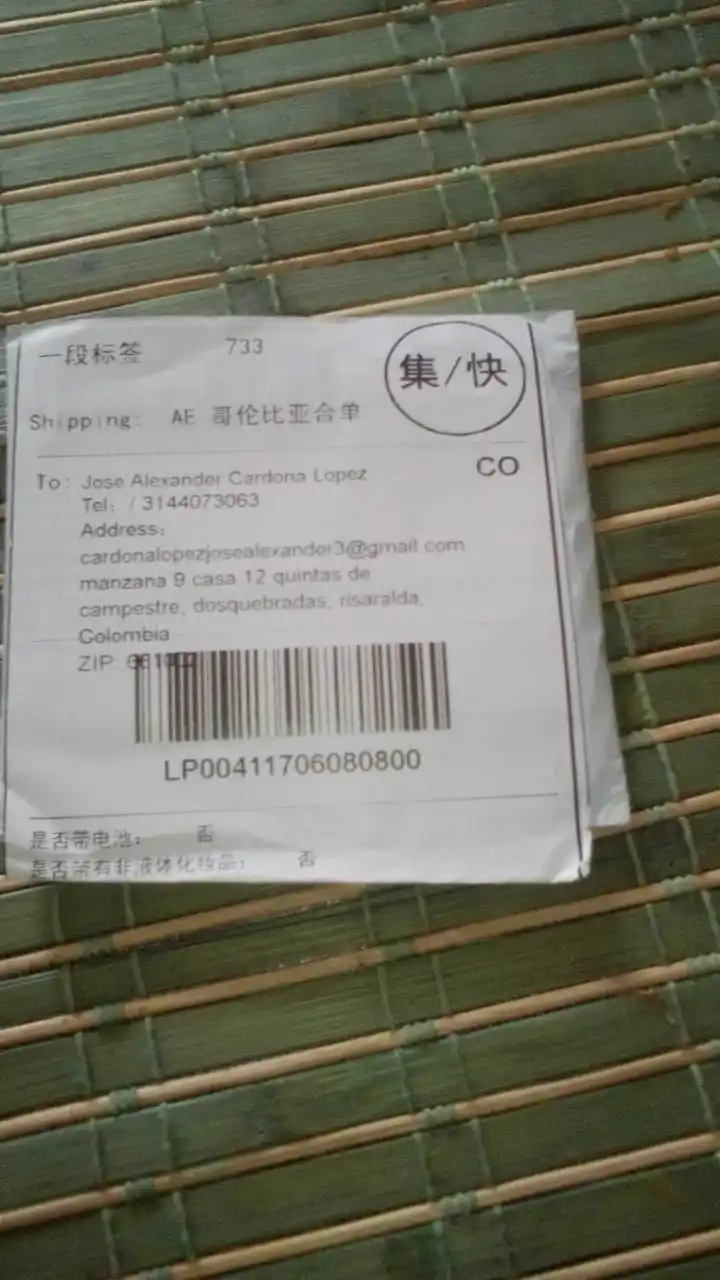 一段标签 733
集/快
Shipping: AE 哥伦比亚合单
CO
To: Jose Alexander Cardona Lopez
Tel: / 3144073063
Address:
cardonalopezjosealexander3@gmail.com
manzana 9 casa 12 quintas de
campestre, dosquebradas, risaralda,
Colombia
ZIP:
LP00411706080800
是否带电池: 否
是否带有非液体化妆品: 否